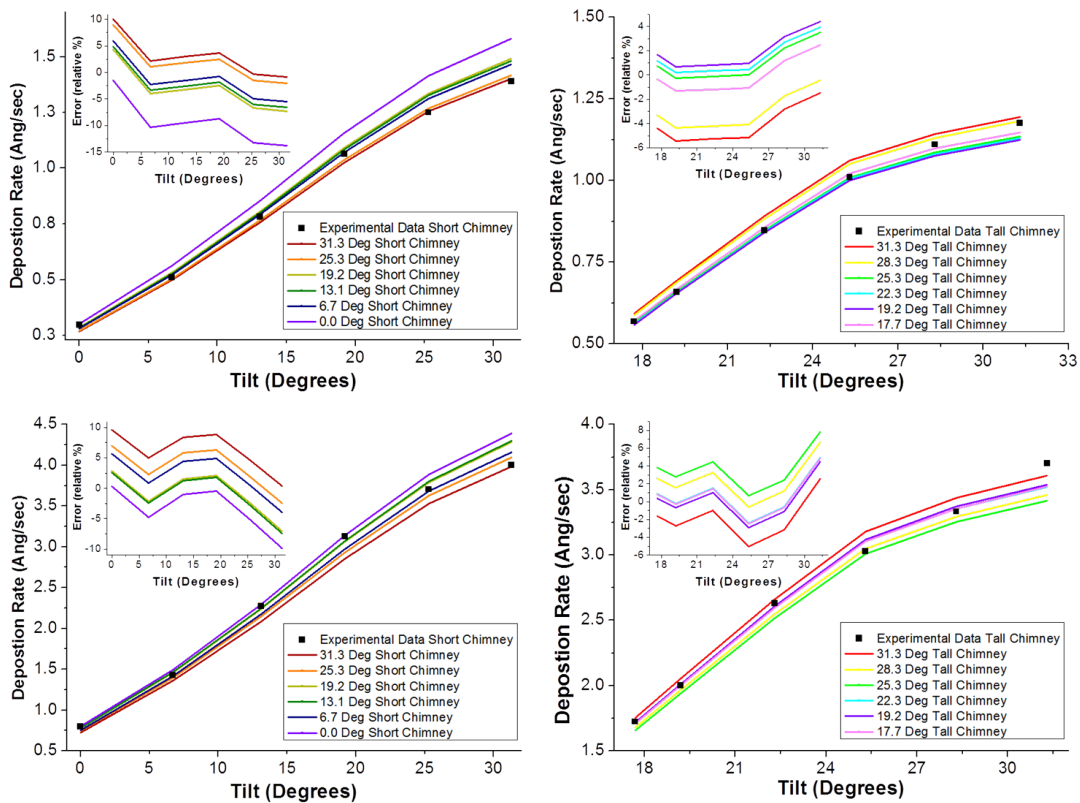 10
5
0
-5
-10
-15
Error (relative %)
0 5 10 15 20 25 30
Tilt (Degrees)
1.5
1.3
1.0
0.8
0.5
0.3
Depostion Rate (Ang/sec)
Experimental Data Short Chimney
31.3 Deg Short Chimney
25.3 Deg Short Chimney
19.2 Deg Short Chimney
13.1 Deg Short Chimney
6.7 Deg Short Chimney
0.0 Deg Short Chimney
0 5 10 15 20 25 30
Tilt (Degrees)
4
2
0
-2
-4
-6
Error (relative %)
18 20 22 24 26 28 30
Tilt (Degrees)
1.50
1.25
1.00
0.75
0.50
Depostion Rate (Ang/sec)
Experimental Data Tall Chimney
31.3 Deg Tall Chimney
28.3 Deg Tall Chimney
25.3 Deg Tall Chimney
22.3 Deg Tall Chimney
19.2 Deg Tall Chimney
17.7 Deg Tall Chimney
18 21 24 27 30 33
Tilt (Degrees)
10
5
0
-5
-10
Error (relative %)
0 5 10 15 20 25 30
Tilt (Degrees)
4.5
4.0
3.5
3.0
2.5
2.0
1.5
1.0
0.5
Depostion Rate (Ang/sec)
Experimental Data Short Chimney
31.3 Deg Short Chimney
25.3 Deg Short Chimney
19.2 Deg Short Chimney
13.1 Deg Short Chimney
6.7 Deg Short Chimney
0.0 Deg Short Chimney
0 5 10 15 20 25 30
Tilt (Degrees)
8
6
4
2
0
-2
-4
-6
Error (relative %)
18 20 22 24 26 28 30
Tilt (Degrees)
4.0
3.5
3.0
2.5
2.0
1.5
Depostion Rate (Ang/sec)
Experimental Data Tall Chimney
31.3 Deg Tall Chimney
28.3 Deg Tall Chimney
25.3 Deg Tall Chimney
22.3 Deg Tall Chimney
19.2 Deg Tall Chimney
17.7 Deg Tall Chimney
18 21 24 27 30
Tilt (Degrees)